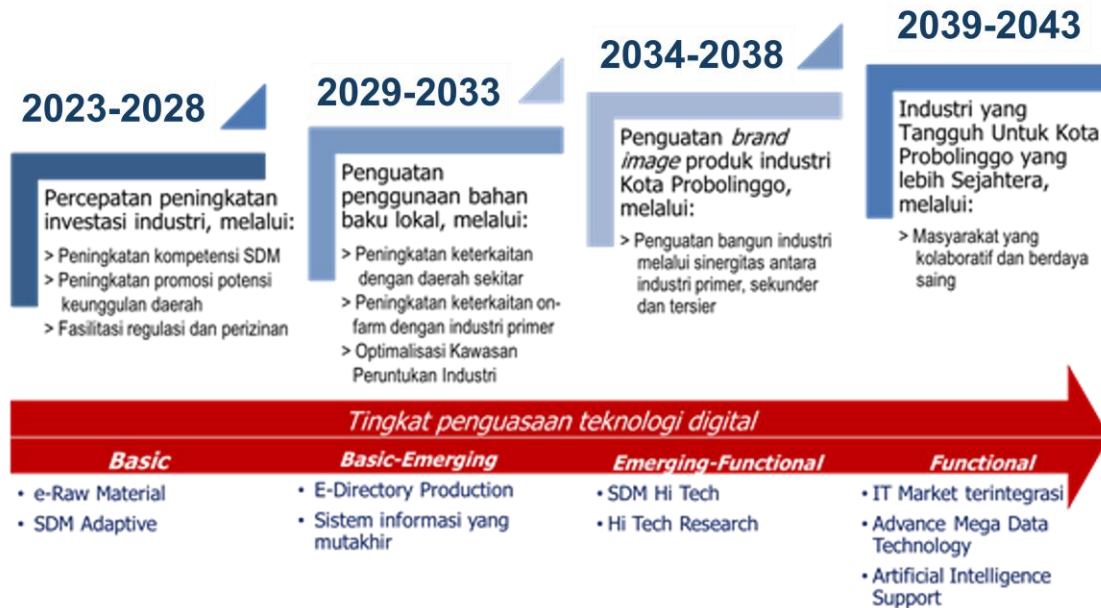 2023-2028
Percepatan peningkatan
investasi industri, melalui:
> Peningkatan kompetensi SDM
> Peningkatan promosi potensi
keunggulan daerah
> Fasilitasi regulasi dan perizinan
2029-2033
Penguatan
penggunaan bahan
baku lokal, melalui:
> Peningkatan keterkaitan
dengan daerah sekitar
> Peningkatan keterkaitan on-
farm dengan industri primer
> Optimalisasi Kawasan
Peruntukan Industri
2034-2038
Penguatan brand
image produk industri
Kota Probolinggo,
melalui:
> Penguatan bangun industri
melalui sinergitas antara
industri primer, sekunder
dan tersier
2039-2043
Industri yang
Tangguh Untuk Kota
Probolinggo yang
lebih Sejahtera,
melalui:
> Masyarakat yang
kolaboratif dan berdaya
saing
Tingkat penguasaan teknologi digital
Basic
• e-Raw Material
• SDM Adaptive
Basic-Emerging
• E-Directory Production
• Sistem informasi yang
mutakhir
Emerging-Functional
• SDM Hi Tech
• Hi Tech Research
Functional
• IT Market terintegrasi
• Advance Mega Data
Technology
• Artificial Intelligence
Support